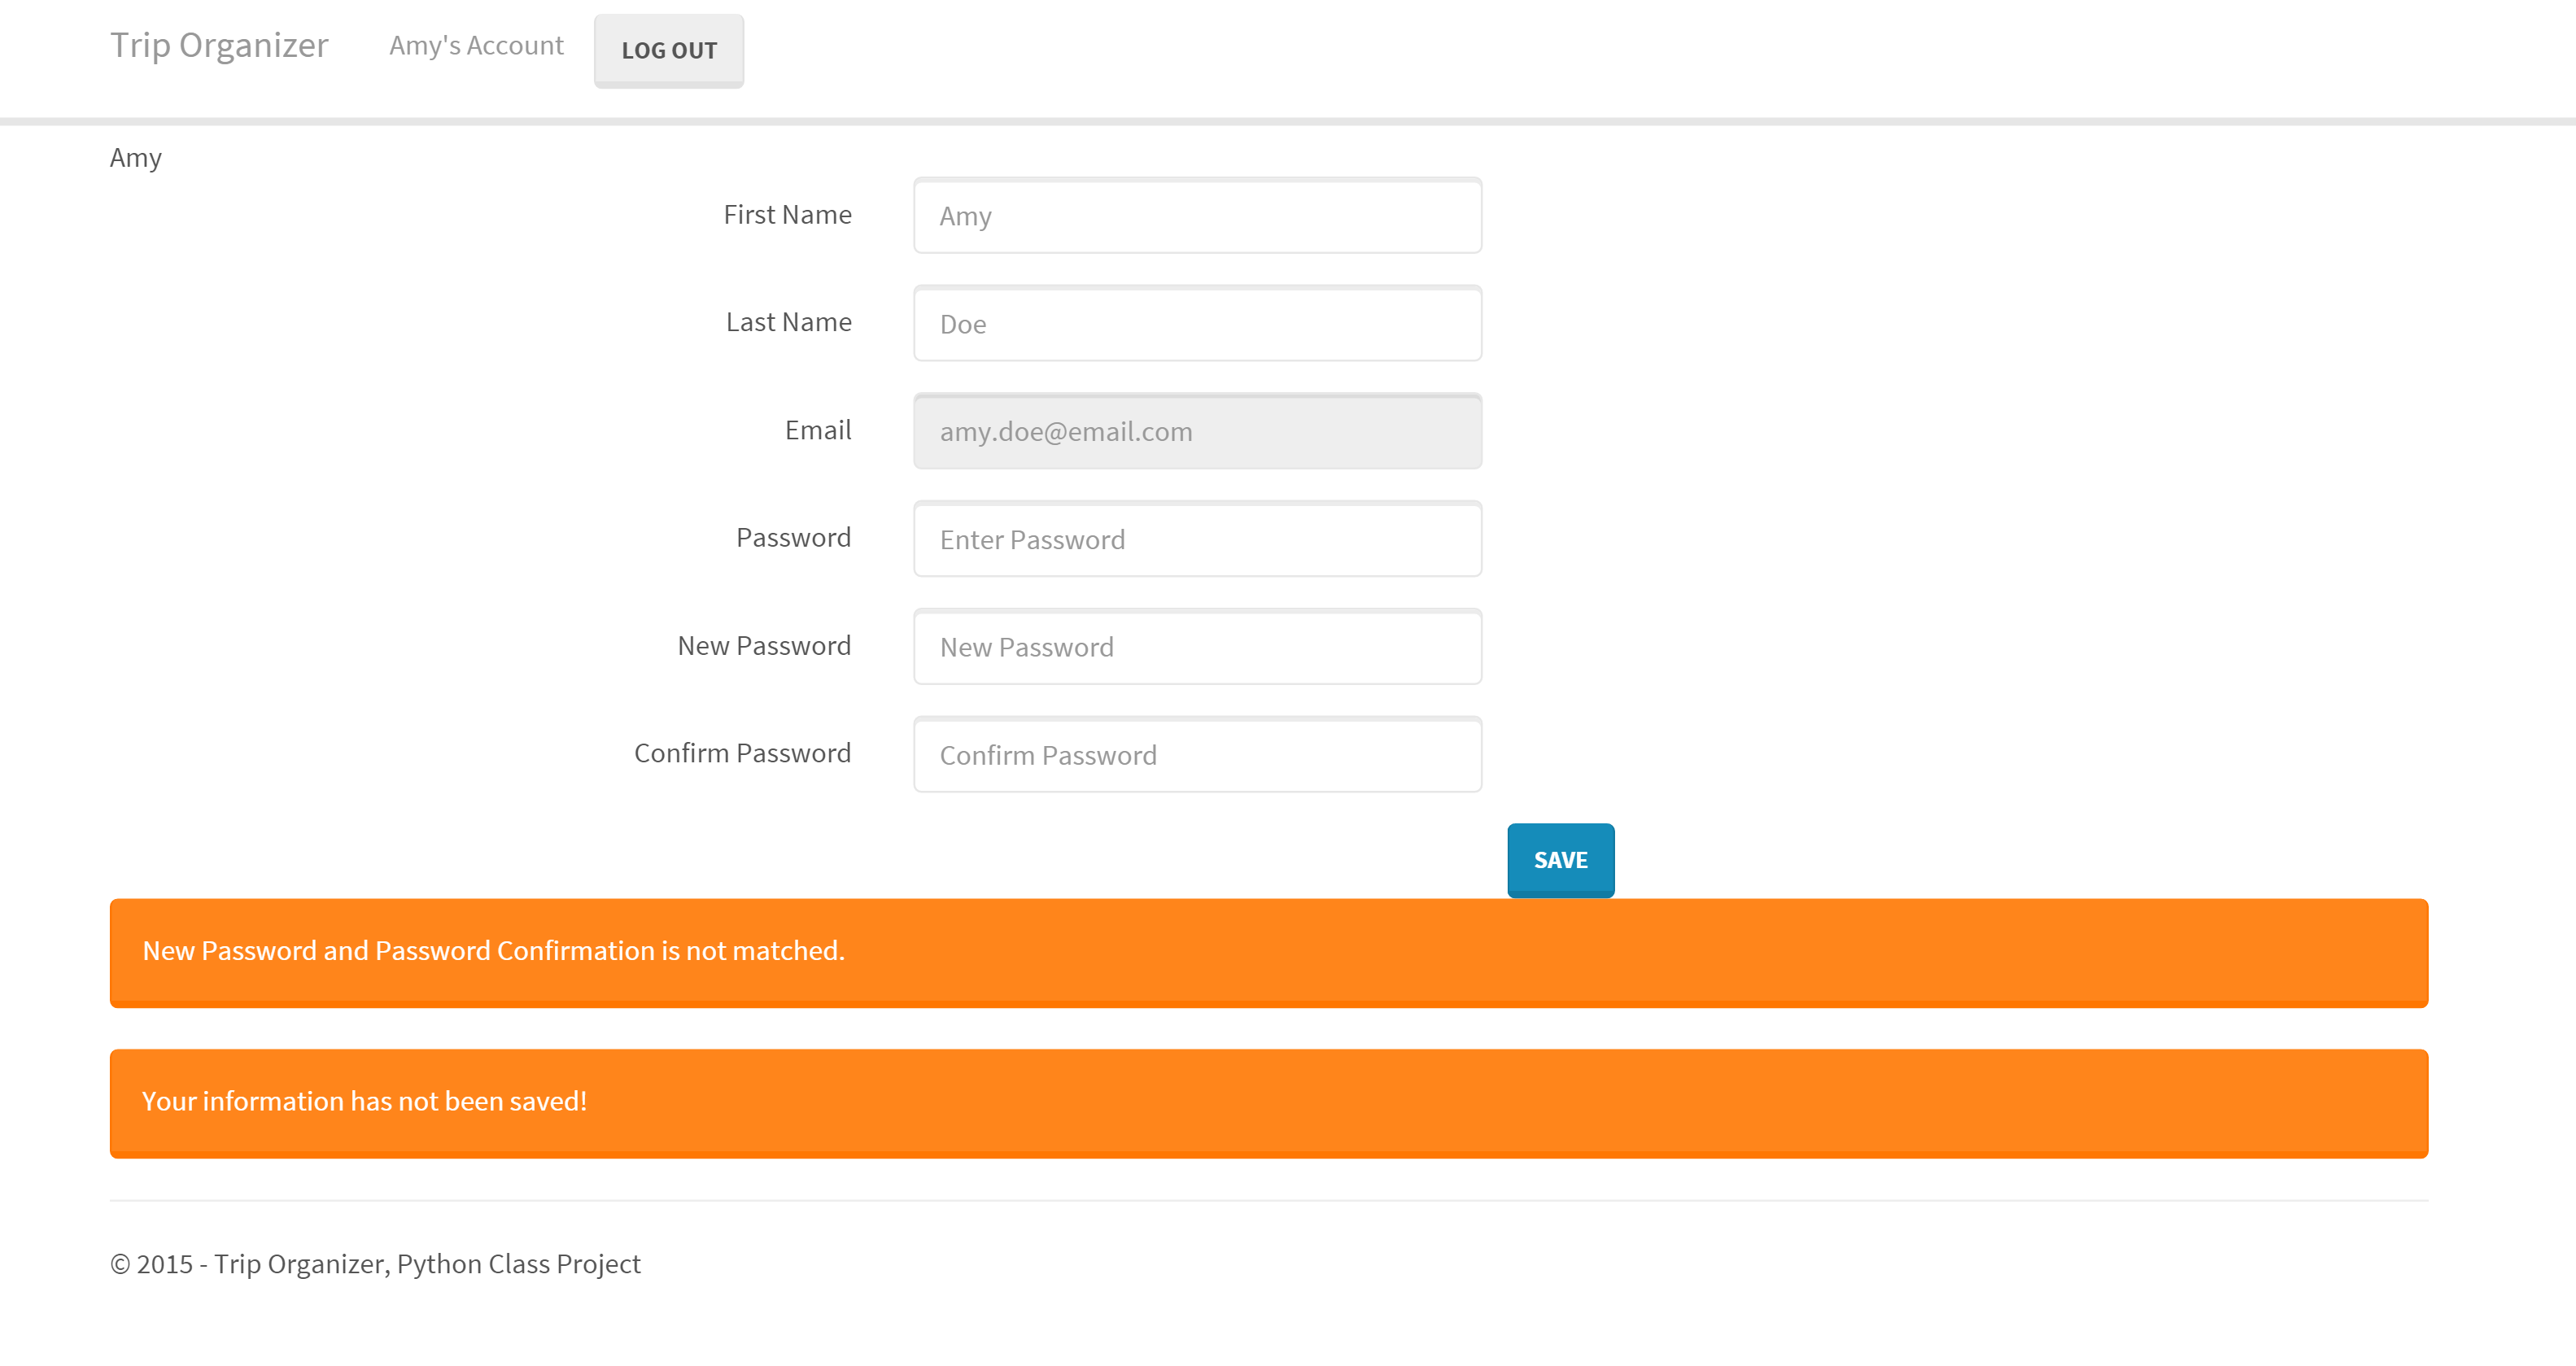 Trip Organizer Amy's Account LOG OUT
Amy
First Name Amy
Last Name Doe
Email amy.doe@email.com
Password Enter Password
New Password New Password
Confirm Password Confirm Password
SAVE
New Password and Password Confirmation is not matched.
Your information has not been saved!
© 2015 - Trip Organizer, Python Class Project